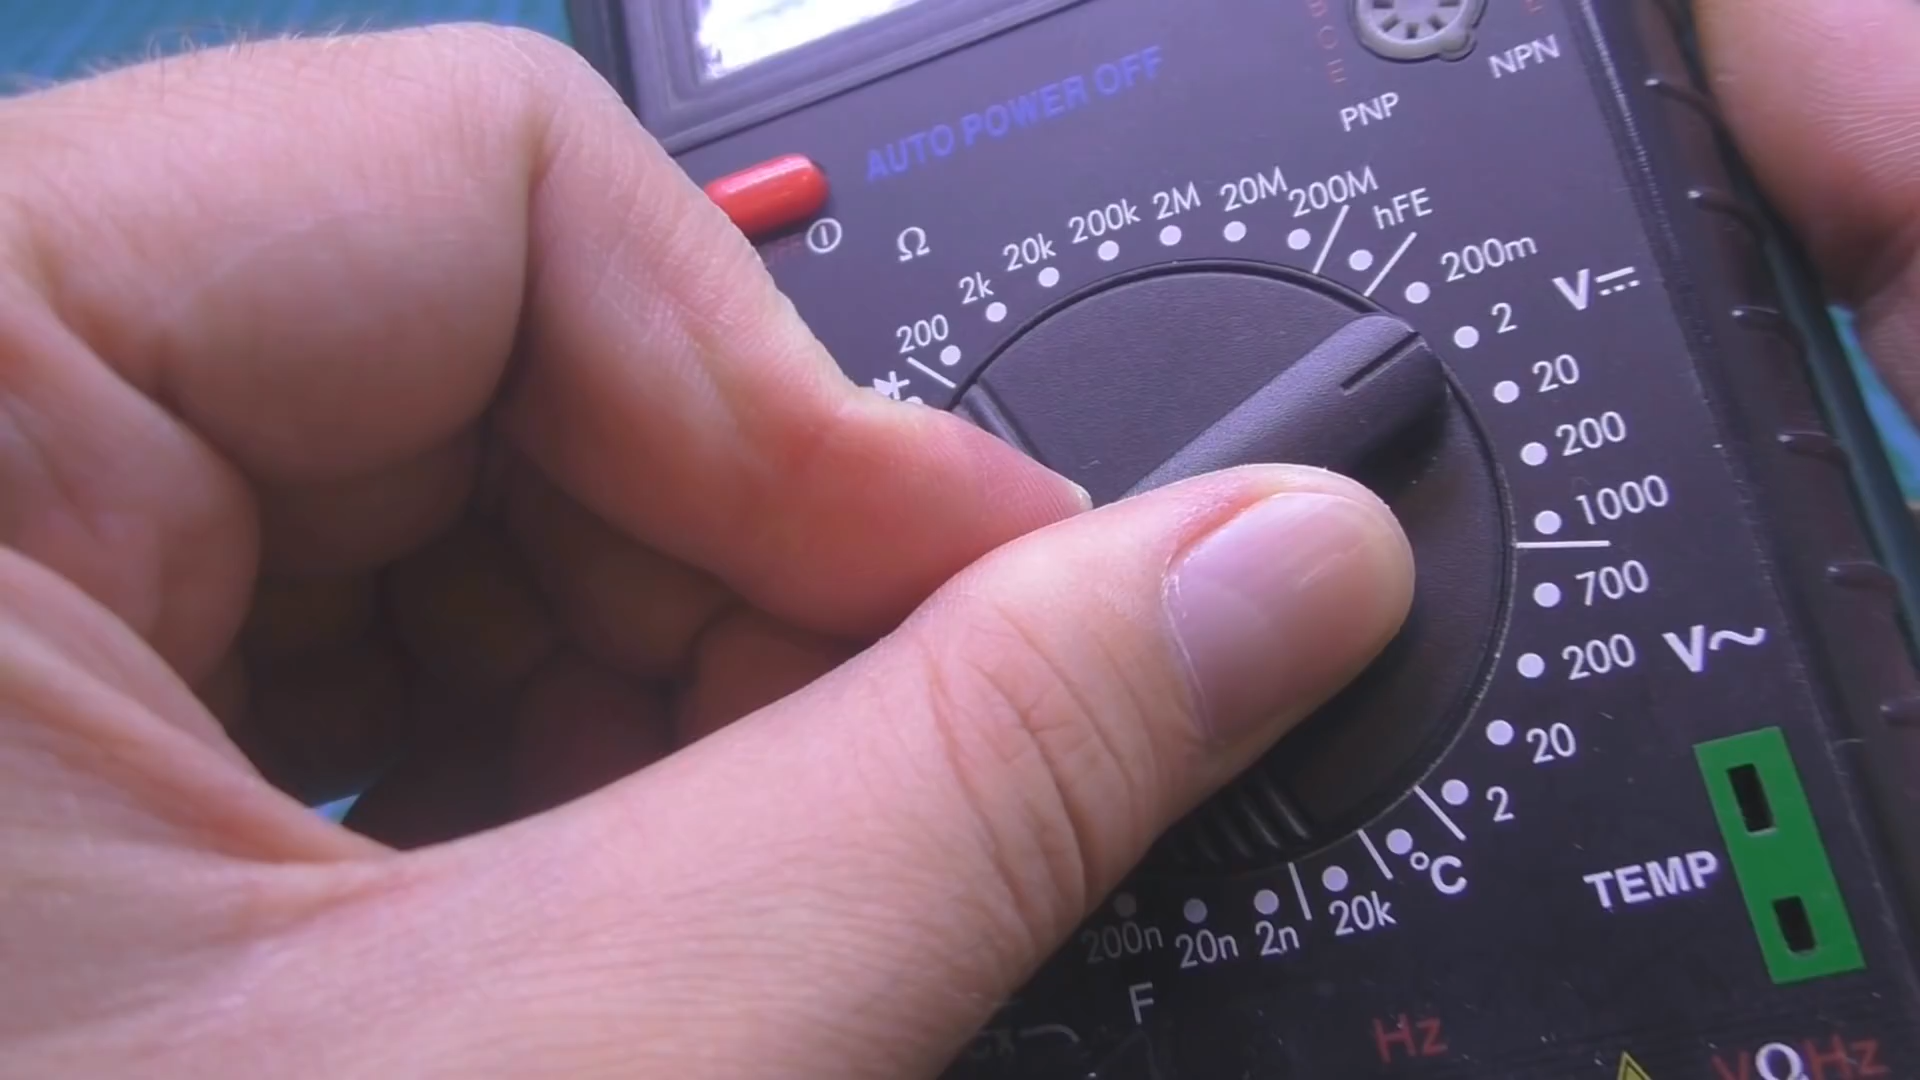 NPN
PNP
AUTO POWER OFF
Ω
200
2k
20k
200k
2M
20M
200M
hFE
200m
V⎓
2
20
200
1000
700
200
V~
20
2
°C
TEMP
20k
2n
20n
200n
F
Hz
VΩHz